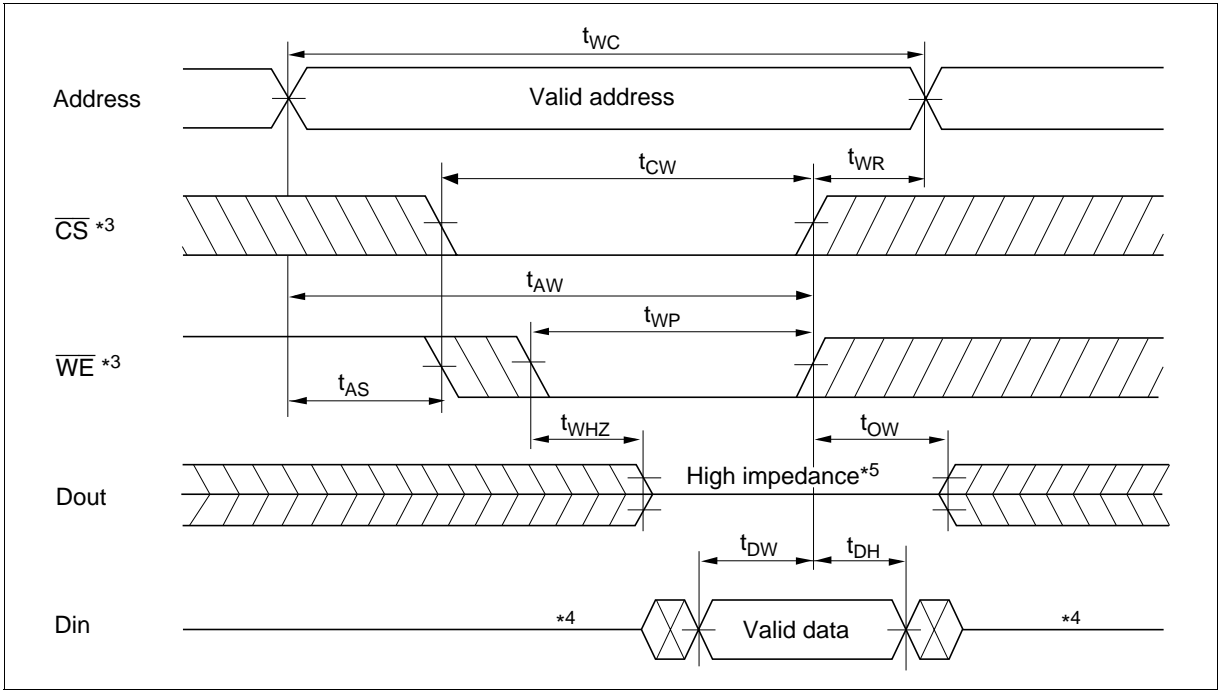 tWC
Address
Valid address
tCW
tWR
CS *3
tAW
tWP
WE *3
tAS
tWHZ
tOW
High impedance*5
Dout
tDW
tDH
Din
*4
Valid data
*4